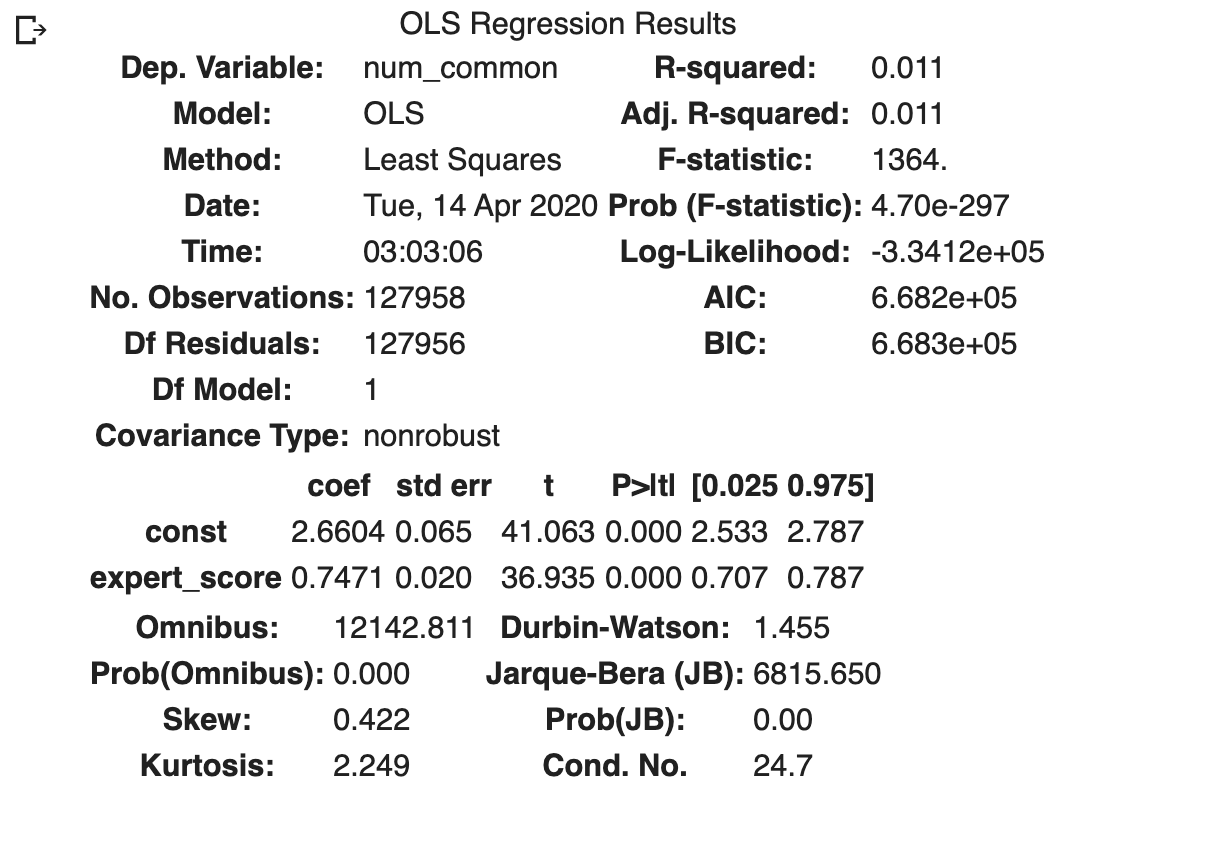 OLS Regression Results
Dep. Variable: num_common R-squared: 0.011
Model: OLS Adj. R-squared: 0.011
Method: Least Squares F-statistic: 1364.
Date: Tue, 14 Apr 2020 Prob (F-statistic): 4.70e-297
Time: 03:03:06 Log-Likelihood: -3.3412e+05
No. Observations: 127958 AIC: 6.682e+05
Df Residuals: 127956 BIC: 6.683e+05
Df Model: 1
Covariance Type: nonrobust
coef std err t P>|t| [0.025 0.975]
const 2.6604 0.065 41.063 0.000 2.533 2.787
expert_score 0.7471 0.020 36.935 0.000 0.707 0.787
Omnibus: 12142.811 Durbin-Watson: 1.455
Prob(Omnibus): 0.000 Jarque-Bera (JB): 6815.650
Skew: 0.422 Prob(JB): 0.00
Kurtosis: 2.249 Cond. No. 24.7